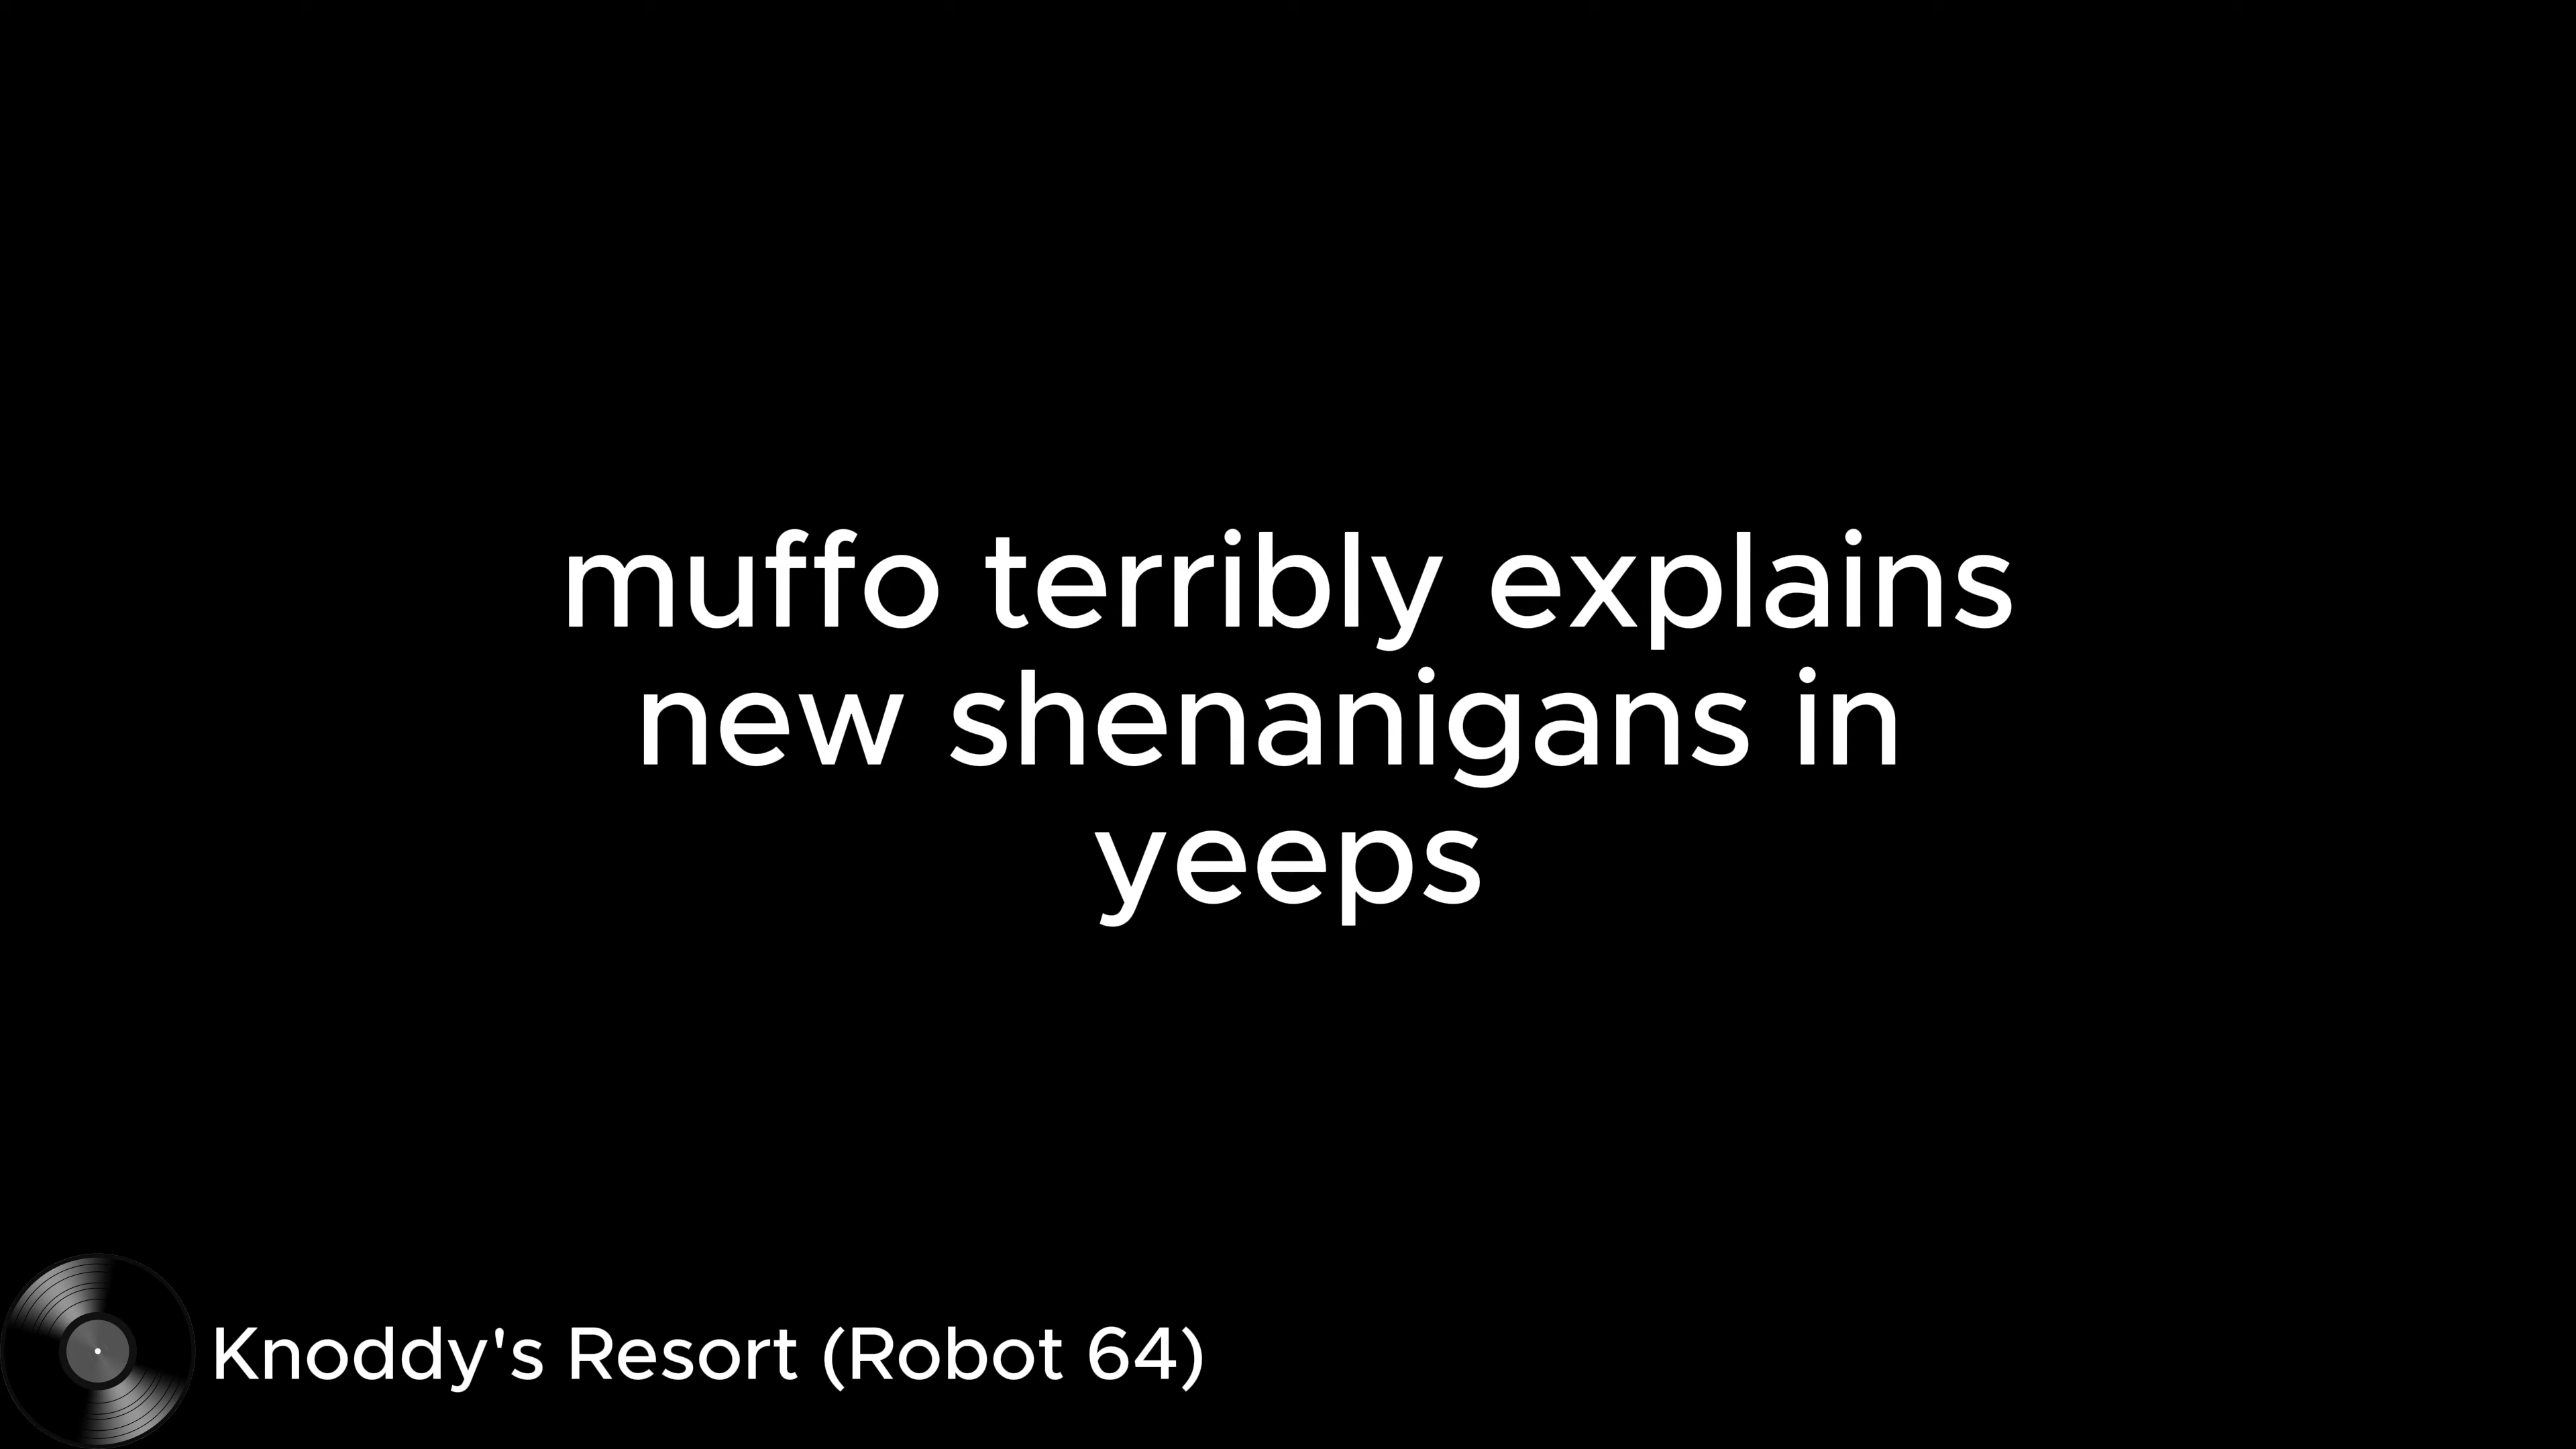 muffo terribly explains
new shenanigans in
yeeps
Knoddy's Resort (Robot 64)